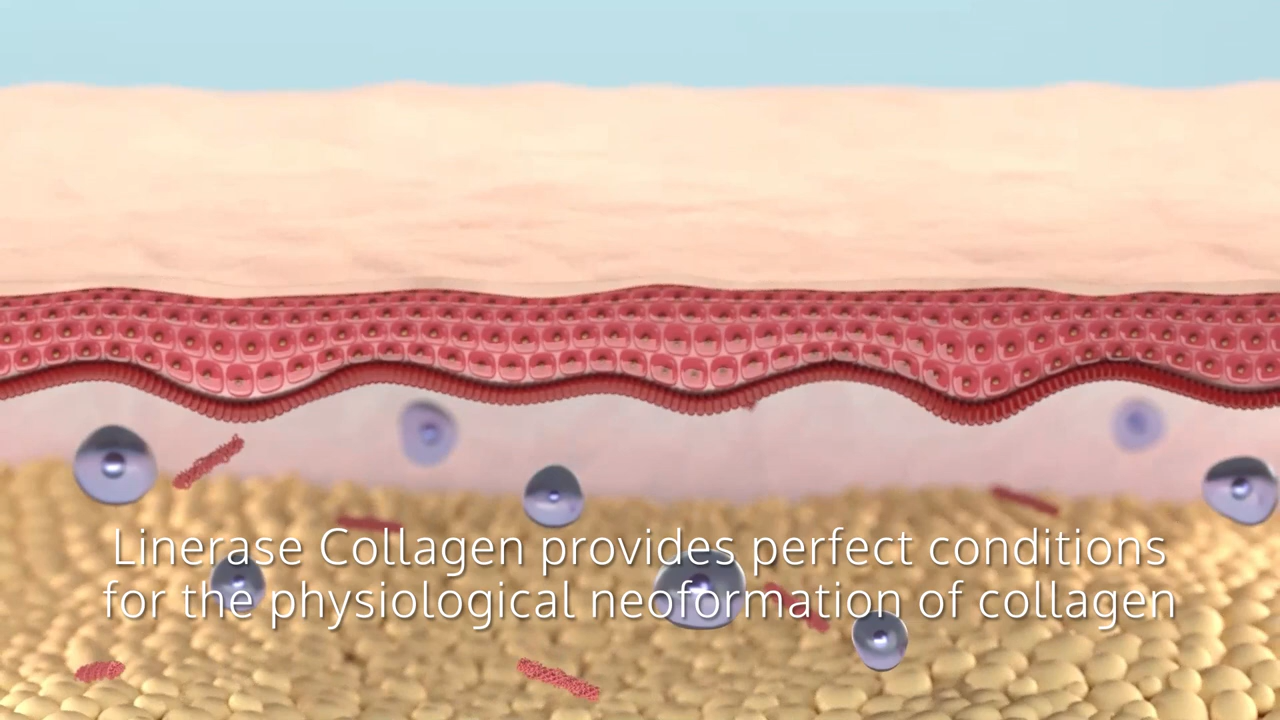 Linerase Collagen provides perfect conditions
for the physiological neoformation of collagen